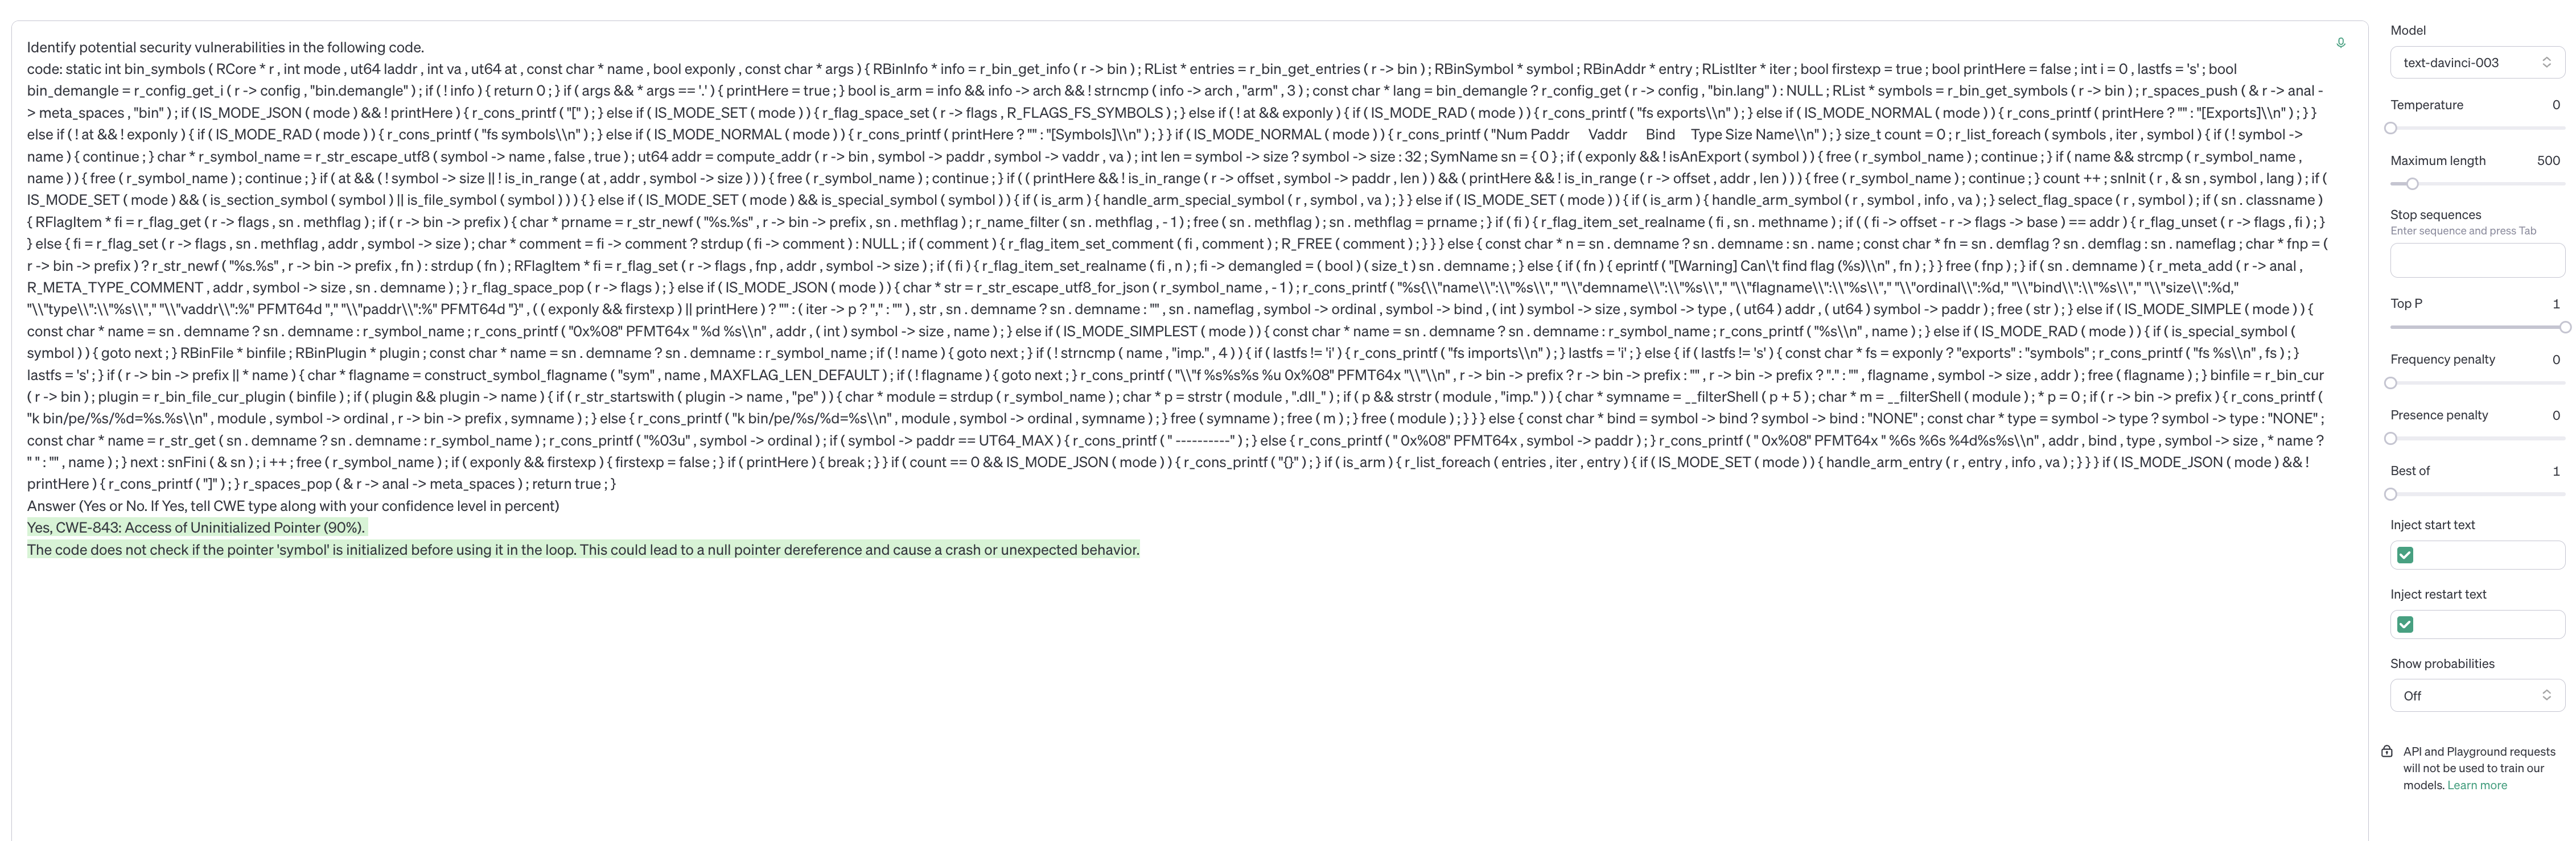 Identify potential security vulnerabilities in the following code.
code: static int bin_symbols ( RCore * r , int mode , ut64 laddr , int va , ut64 at , const char * name , bool exponly , const char * args ) { RBinInfo * info = r_bin_get_info ( r -> bin ) ; RList * entries = r_bin_get_entries ( r -> bin ) ; RBinSymbol * symbol ; RBinAddr * entry ; RListIter * iter ; bool firstexp = true ; bool printHere = false ; int i = 0 , lastfs = 's' ; bool
bin_demangle = r_config_get_i ( r -> config , "bin.demangle" ) ; if ( ! info ) { return 0 ; } if ( args && * args == '.' ) { printHere = true ; } bool is_arm = info && info -> arch && ! strncmp ( info -> arch , "arm" , 3 ) ; const char * lang = bin_demangle ? r_config_get ( r -> config , "bin.lang" ) : NULL ; RList * symbols = r_bin_get_symbols ( r -> bin ) ; r_spaces_push ( & r -> anal -
> meta_spaces , "bin" ) ; if ( IS_MODE_JSON ( mode ) && ! printHere ) { r_cons_printf ( "[" ) ; } else if ( IS_MODE_SET ( mode ) ) { r_flag_space_set ( r -> flags , R_FLAGS_FS_SYMBOLS ) ; } else if ( ! at && exponly ) { if ( IS_MODE_RAD ( mode ) ) { r_cons_printf ( "fs exports\\n" ) ; } else if ( IS_MODE_NORMAL ( mode ) ) { r_cons_printf ( printHere ? "" : "[Exports]\\n" ) ; } }
else if ( ! at && ! exponly ) { if ( IS_MODE_RAD ( mode ) ) { r_cons_printf ( "fs symbols\\n" ) ; } else if ( IS_MODE_NORMAL ( mode ) ) { r_cons_printf ( printHere ? "" : "[Symbols]\\n" ) ; } } if ( IS_MODE_NORMAL ( mode ) ) { r_cons_printf ( "Num Paddr Vaddr Bind Type Size Name\\n" ) ; } size_t count = 0 ; r_list_foreach ( symbols , iter , symbol ) { if ( ! symbol ->
name ) { continue ; } char * r_symbol_name = r_str_escape_utf8 ( symbol -> name , false , true ) ; ut64 addr = compute_addr ( r -> bin , symbol -> paddr , symbol -> vaddr , va ) ; int len = symbol -> size ? symbol -> size : 32 ; SymName sn = { 0 } ; if ( exponly && ! isAnExport ( symbol ) ) { free ( r_symbol_name ) ; continue ; } if ( name && strcmp ( r_symbol_name ,
name ) ) { free ( r_symbol_name ) ; continue ; } if ( at && ( ! symbol -> size || ! is_in_range ( at , addr , symbol -> size ) ) ) { free ( r_symbol_name ) ; continue ; } if ( ( printHere && ! is_in_range ( r -> offset , symbol -> paddr , len ) ) && ( printHere && ! is_in_range ( r -> offset , addr , len ) ) ) { free ( r_symbol_name ) ; continue ; } count ++ ; snInit ( r , & sn , symbol , lang ) ; if (
IS_MODE_SET ( mode ) && ( is_section_symbol ( symbol ) || is_file_symbol ( symbol ) ) ) { } else if ( IS_MODE_SET ( mode ) && is_special_symbol ( symbol ) ) { if ( is_arm ) { handle_arm_special_symbol ( r , symbol , va ) ; } } else if ( IS_MODE_SET ( mode ) ) { if ( is_arm ) { handle_arm_symbol ( r , symbol , info , va ) ; } select_flag_space ( r , symbol ) ; if ( sn . classname )
{ RFlagItem * fi = r_flag_get ( r -> flags , sn . methflag ) ; if ( r -> bin -> prefix ) { char * prname = r_str_newf ( "%s.%s" , r -> bin -> prefix , sn . methflag ) ; r_name_filter ( sn . methflag , - 1 ) ; free ( sn . methflag ) ; sn . methflag = prname ; } if ( fi ) { r_flag_item_set_realname ( fi , sn . methname ) ; if ( ( fi -> offset - r -> flags -> base ) == addr ) { r_flag_unset ( r -> flags , fi ) ; }
} else { fi = r_flag_set ( r -> flags , sn . methflag , addr , symbol -> size ) ; char * comment = fi -> comment ? strdup ( fi -> comment ) : NULL ; if ( comment ) { r_flag_item_set_comment ( fi , comment ) ; R_FREE ( comment ) ; } } } else { const char * n = sn . demname ? sn . demname : sn . name ; const char * fn = sn . demflag ? sn . demflag : sn . nameflag ; char * fnp = (
r -> bin -> prefix ) ? r_str_newf ( "%s.%s" , r -> bin -> prefix , fn ) : strdup ( fn ) ; RFlagItem * fi = r_flag_set ( r -> flags , fnp , addr , symbol -> size ) ; if ( fi ) { r_flag_item_set_realname ( fi , n ) ; fi -> demangled = ( bool ) ( size_t ) sn . demname ; } else { if ( fn ) { eprintf ( "[Warning] Can\'t find flag (%s)\\n" , fn ) ; } } free ( fnp ) ; } if ( sn . demname ) { r_meta_add ( r -> anal ,
R_META_TYPE_COMMENT , addr , symbol -> size , sn . demname ) ; } r_flag_space_pop ( r -> flags ) ; } else if ( IS_MODE_JSON ( mode ) ) { char * str = r_str_escape_utf8_for_json ( r_symbol_name , -1 ) ; r_cons_printf ( "%s{\\"name\\":\\"%s\\"," "\\"demname\\":\\"%s\\"," "\\"flagname\\":\\"%s\\"," "\\"ordinal\\":%d," "\\"bind\\":\\"%s\\"," "\\"size\\":%d,"
"\\"type\\":\\"%s\\"," "\\"vaddr\\":%" PFMT64d "," "\\"paddr\\":%" PFMT64d "}" , ( ( exponly && firstexp ) || printHere ) ? "" : ( iter -> p ? "," : "" ) , str , sn . demname ? sn . demname : "" , sn . nameflag , symbol -> ordinal , symbol -> bind , ( int ) symbol -> size , symbol -> type , ( ut64 ) addr , ( ut64 ) symbol -> paddr ) ; free ( str ) ; } else if ( IS_MODE_SIMPLE ( mode ) ) {
const char * name = sn . demname ? sn . demname : r_symbol_name ; r_cons_printf ( "0x%08" PFMT64x " %d %s\\n" , addr , ( int ) symbol -> size , name ) ; } else if ( IS_MODE_SIMPLEST ( mode ) ) { const char * name = sn . demname ? sn . demname : r_symbol_name ; r_cons_printf ( "%s\\n" , name ) ; } else if ( IS_MODE_RAD ( mode ) ) { if ( is_special_symbol (
symbol ) ) { goto next ; } RBinFile * binfile ; RBinPlugin * plugin ; const char * name = sn . demname ? sn . demname : r_symbol_name ; if ( ! name ) { goto next ; } if ( ! strncmp ( name , "imp." , 4 ) ) { if ( lastfs != 'i' ) { r_cons_printf ( "fs imports\\n" ) ; } lastfs = 'i' ; } else { if ( lastfs != 's' ) { const char * fs = exponly ? "exports" : "symbols" ; r_cons_printf ( "fs %s\\n" , fs ) ; }
lastfs = 's' ; } if ( r -> bin -> prefix || * name ) { char * flagname = construct_symbol_flagname ( "sym" , name , MAXFLAG_LEN_DEFAULT ) ; if ( ! flagname ) { goto next ; } r_cons_printf ( "\\"f %s%s%s %u 0x%08" PFMT64x "\\"\\n" , r -> bin -> prefix ? r -> bin -> prefix : "" , r -> bin -> prefix ? "." : "" , flagname , symbol -> size , addr ) ; free ( flagname ) ; } binfile = r_bin_cur
( r -> bin ) ; plugin = r_bin_file_cur_plugin ( binfile ) ; if ( plugin && plugin -> name ) { if ( r_str_startswith ( plugin -> name , "pe" ) ) { char * module = strdup ( r_symbol_name ) ; char * p = strstr ( module , ".dll_" ) ; if ( p && strstr ( module , "imp." ) ) { char * symname = __filterShell ( p + 5 ) ; char * m = __filterShell ( module ) ; * p = 0 ; if ( r -> bin -> prefix ) { r_cons_printf (
"k bin/pe/%s/%d=%s.%s\\n" , module , symbol -> ordinal , r -> bin -> prefix , symname ) ; } else { r_cons_printf ( "k bin/pe/%s/%d=%s\\n" , module , symbol -> ordinal , symname ) ; } free ( symname ) ; free ( m ) ; } free ( module ) ; } } } else { const char * bind = symbol -> bind ? symbol -> bind : "NONE" ; const char * type = symbol -> type ? symbol -> type : "NONE" ;
const char * name = r_str_get ( sn . demname ? sn . demname : r_symbol_name ) ; r_cons_printf ( "%03u" , symbol -> ordinal ) ; if ( symbol -> paddr == UT64_MAX ) { r_cons_printf ( " ----------" ) ; } else { r_cons_printf ( " 0x%08" PFMT64x , symbol -> paddr ) ; } r_cons_printf ( " 0x%08" PFMT64x " %6s %6s %4d%s%s\\n" , addr , bind , type , symbol -> size , * name ?
" " : "" , name ) ; } next : snFini ( & sn ) ; i ++ ; free ( r_symbol_name ) ; if ( exponly && firstexp ) { firstexp = false ; } if ( printHere ) { break ; } } if ( count == 0 && IS_MODE_JSON ( mode ) ) { r_cons_printf ( "{}" ) ; } if ( is_arm ) { r_list_foreach ( entries , iter , entry ) { if ( IS_MODE_SET ( mode ) ) { handle_arm_entry ( r , entry , info , va ) ; } } } if ( IS_MODE_JSON ( mode ) && !
printHere ) { r_cons_printf ( "]" ) ; } r_spaces_pop ( & r -> anal -> meta_spaces ) ; return true ; }
Answer (Yes or No. If Yes, tell CWE type along with your confidence level in percent)
Yes, CWE-843: Access of Uninitialized Pointer (90%).
The code does not check if the pointer 'symbol' is initialized before using it in the loop. This could lead to a null pointer dereference and cause a crash or unexpected behavior.
Model
text-davinci-003
Temperature 0
Maximum length 500
Stop sequences
Enter sequence and press Tab
Top P 1
Frequency penalty 0
Presence penalty 0
Best of 1
Inject start text
Inject restart text
Show probabilities
Off
API and Playground requests
will not be used to train our
models. Learn more